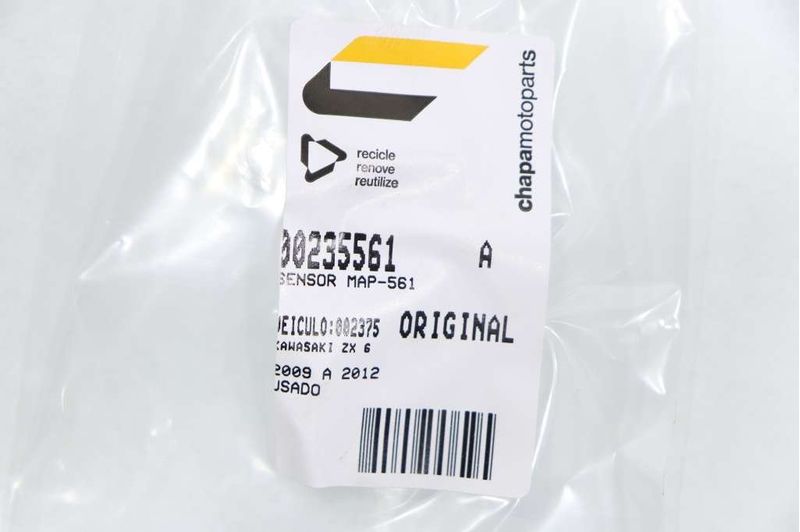 chapamotoparts
recicle
renove
reutilize
00235561 A
SENSOR MAP-561
VEICULO:002375 ORIGINAL
KAWASAKI ZX 6
2009 A 2012
USADO